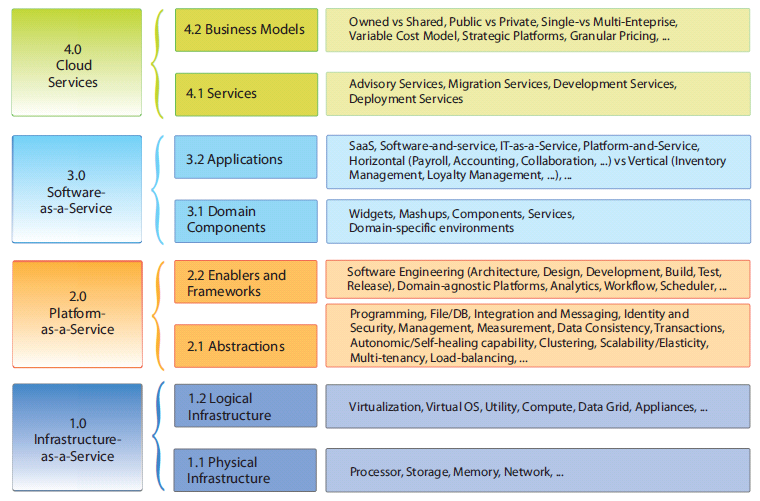 4.0
Cloud
Services
4.2 Business Models
Owned vs Shared, Public vs Private, Single-vs Multi-Enteprise,
Variable Cost Model, Strategic Platforms, Granular Pricing, ...
4.1 Services
Advisory Services, Migration Services, Development Services,
Deployment Services
3.0
Software-
as-a-Service
3.2 Applications
SaaS, Software-and-service, IT-as-a-Service, Platform-and-Service,
Horizontal (Payroll, Accounting, Collaboration, ...) vs Vertical (Inventory
Management, Loyalty Management, ...), ...
3.1 Domain
Components
Widgets, Mashups, Components, Services,
Domain-specific environments
2.0
Platform-
as-a-Service
2.2 Enablers and
Frameworks
Software Engineering (Architecture, Design, Development, Build, Test,
Release), Domain-agnostic Platforms, Analytics, Workflow, Scheduler, ...
2.1 Abstractions
Programming, File/DB, Integration and Messaging, Identity and
Security, Management, Measurement, Data Consistency, Transactions,
Autonomic/Self-healing capability, Clustering, Scalability/Elasticity,
Multi-tenancy, Load-balancing, ...
1.0
Infrastructure-
as-a-Service
1.2 Logical
Infrastructure
Virtualization, Virtual OS, Utility, Compute, Data Grid, Appliances, ...
1.1 Physical
Infrastructure
Processor, Storage, Memory, Network, ...